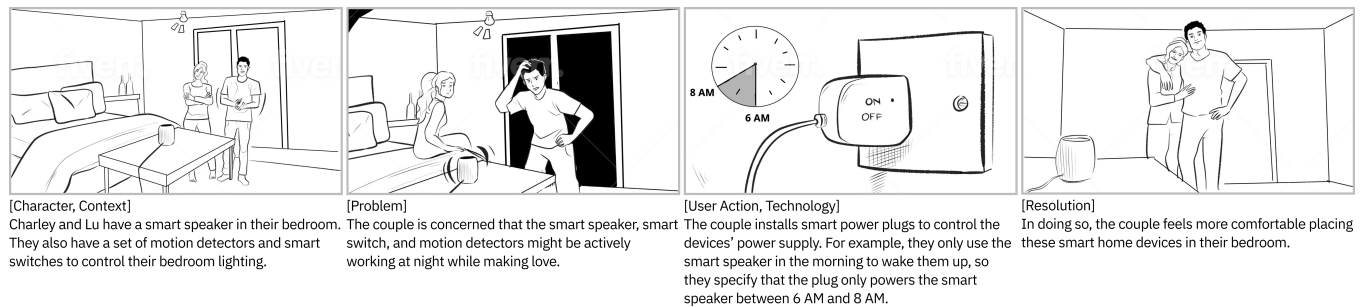 8 AM
6 AM
ON
OFF
[Character, Context]
Charley and Lu have a smart speaker in their bedroom.
They also have a set of motion detectors and smart
switches to control their bedroom lighting.
[Problem]
The couple is concerned that the smart speaker, smart
switch, and motion detectors might be actively
working at night while making love.
[User Action, Technology]
The couple installs smart power plugs to control the
devices’ power supply. For example, they only use the
smart speaker in the morning to wake them up, so
they specify that the plug only powers the smart
speaker between 6 AM and 8 AM.
[Resolution]
In doing so, the couple feels more comfortable placing
these smart home devices in their bedroom.